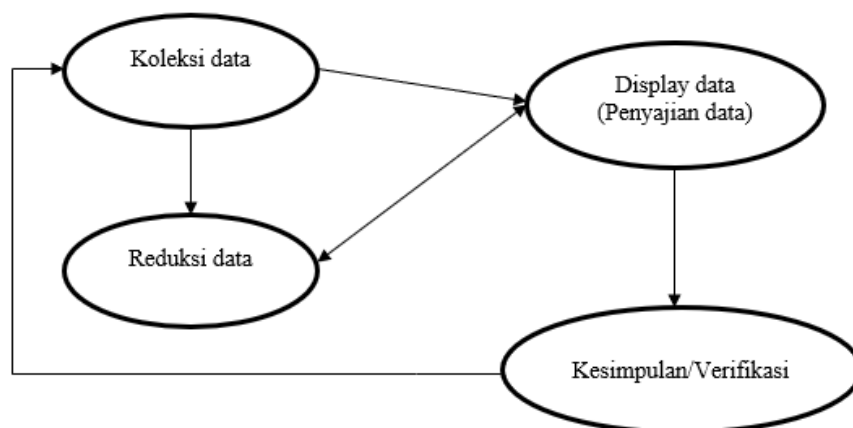 Koleksi data
Display data
(Penyajian data)
Reduksi data
Kesimpulan/Verifikasi